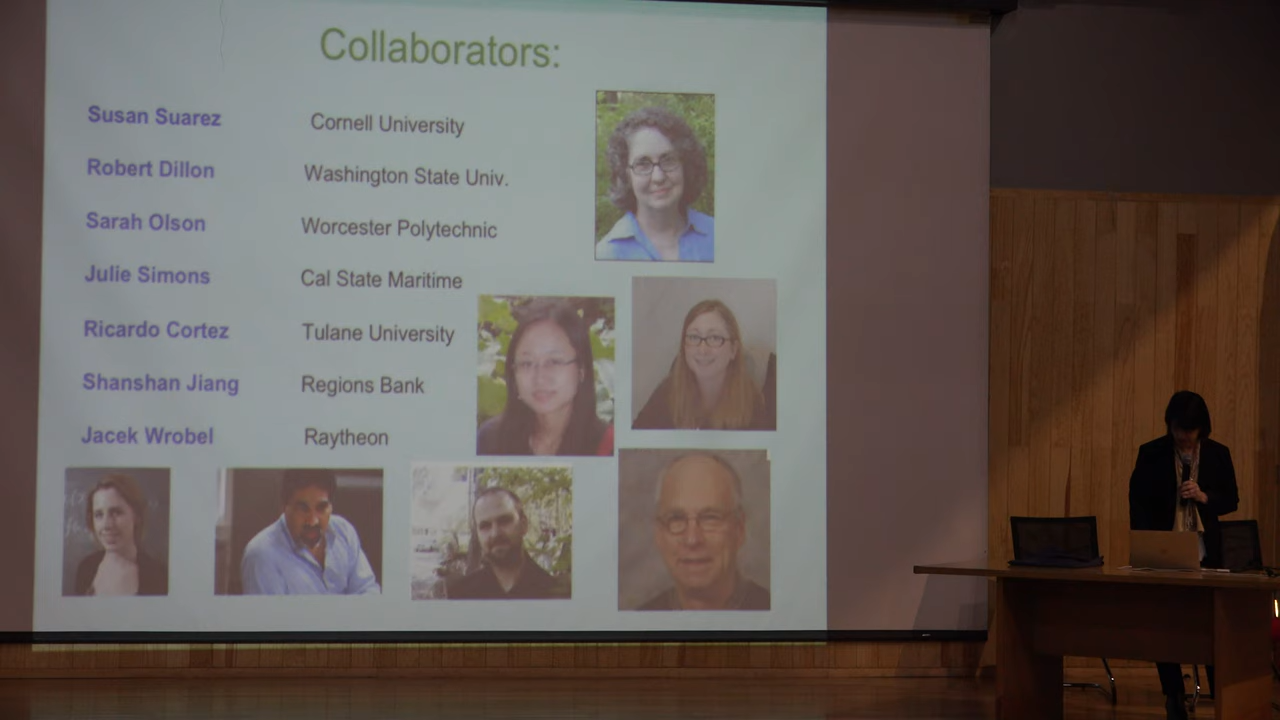 Collaborators:
Susan Suarez Cornell University
Robert Dillon Washington State Univ.
Sarah Olson Worcester Polytechnic
Julie Simons Cal State Maritime
Ricardo Cortez Tulane University
Shanshan Jiang Regions Bank
Jacek Wrobel Raytheon